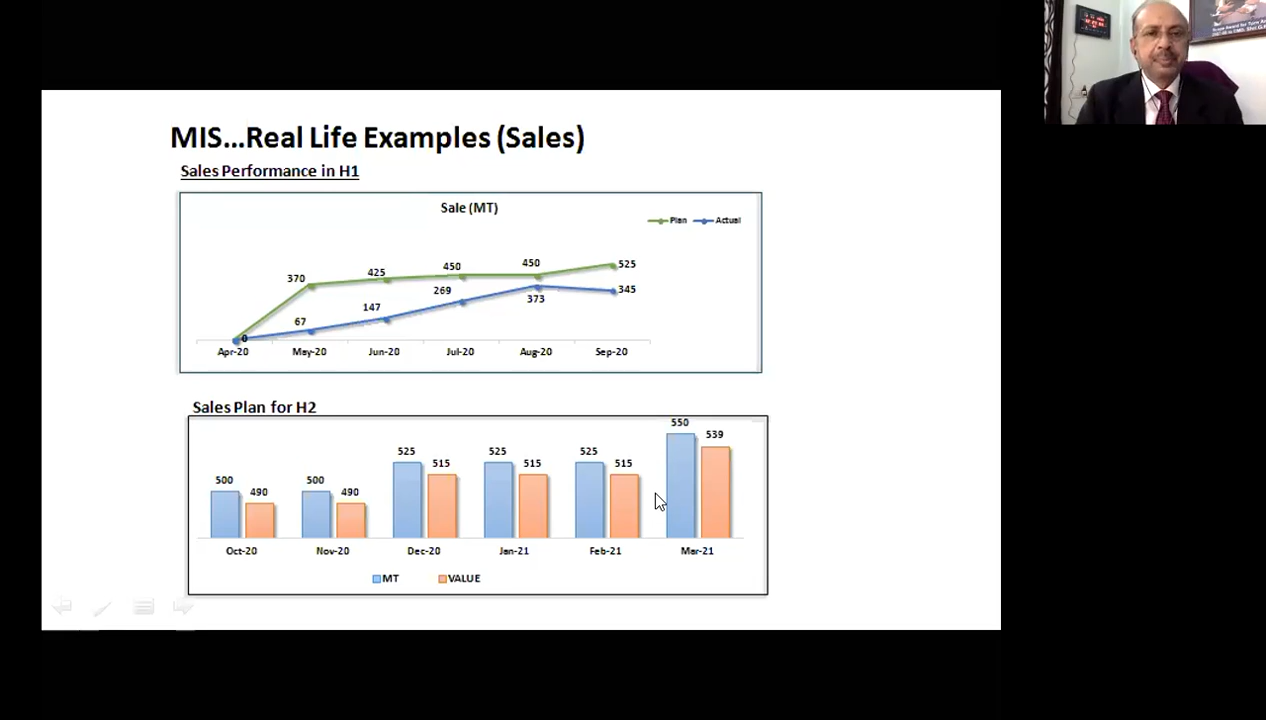 MIS...Real Life Examples (Sales)
Sales Performance in H1
Sale (MT)
Plan Actual
370 425 450 450 525
67 147 269 373 345
0
Apr-20 May-20 Jun-20 Jul-20 Aug-20 Sep-20
Sales Plan for H2
500 490 500 490 525 515 525 515 525 515 550 539
Oct-20 Nov-20 Dec-20 Jan-21 Feb-21 Mar-21
MT VALUE